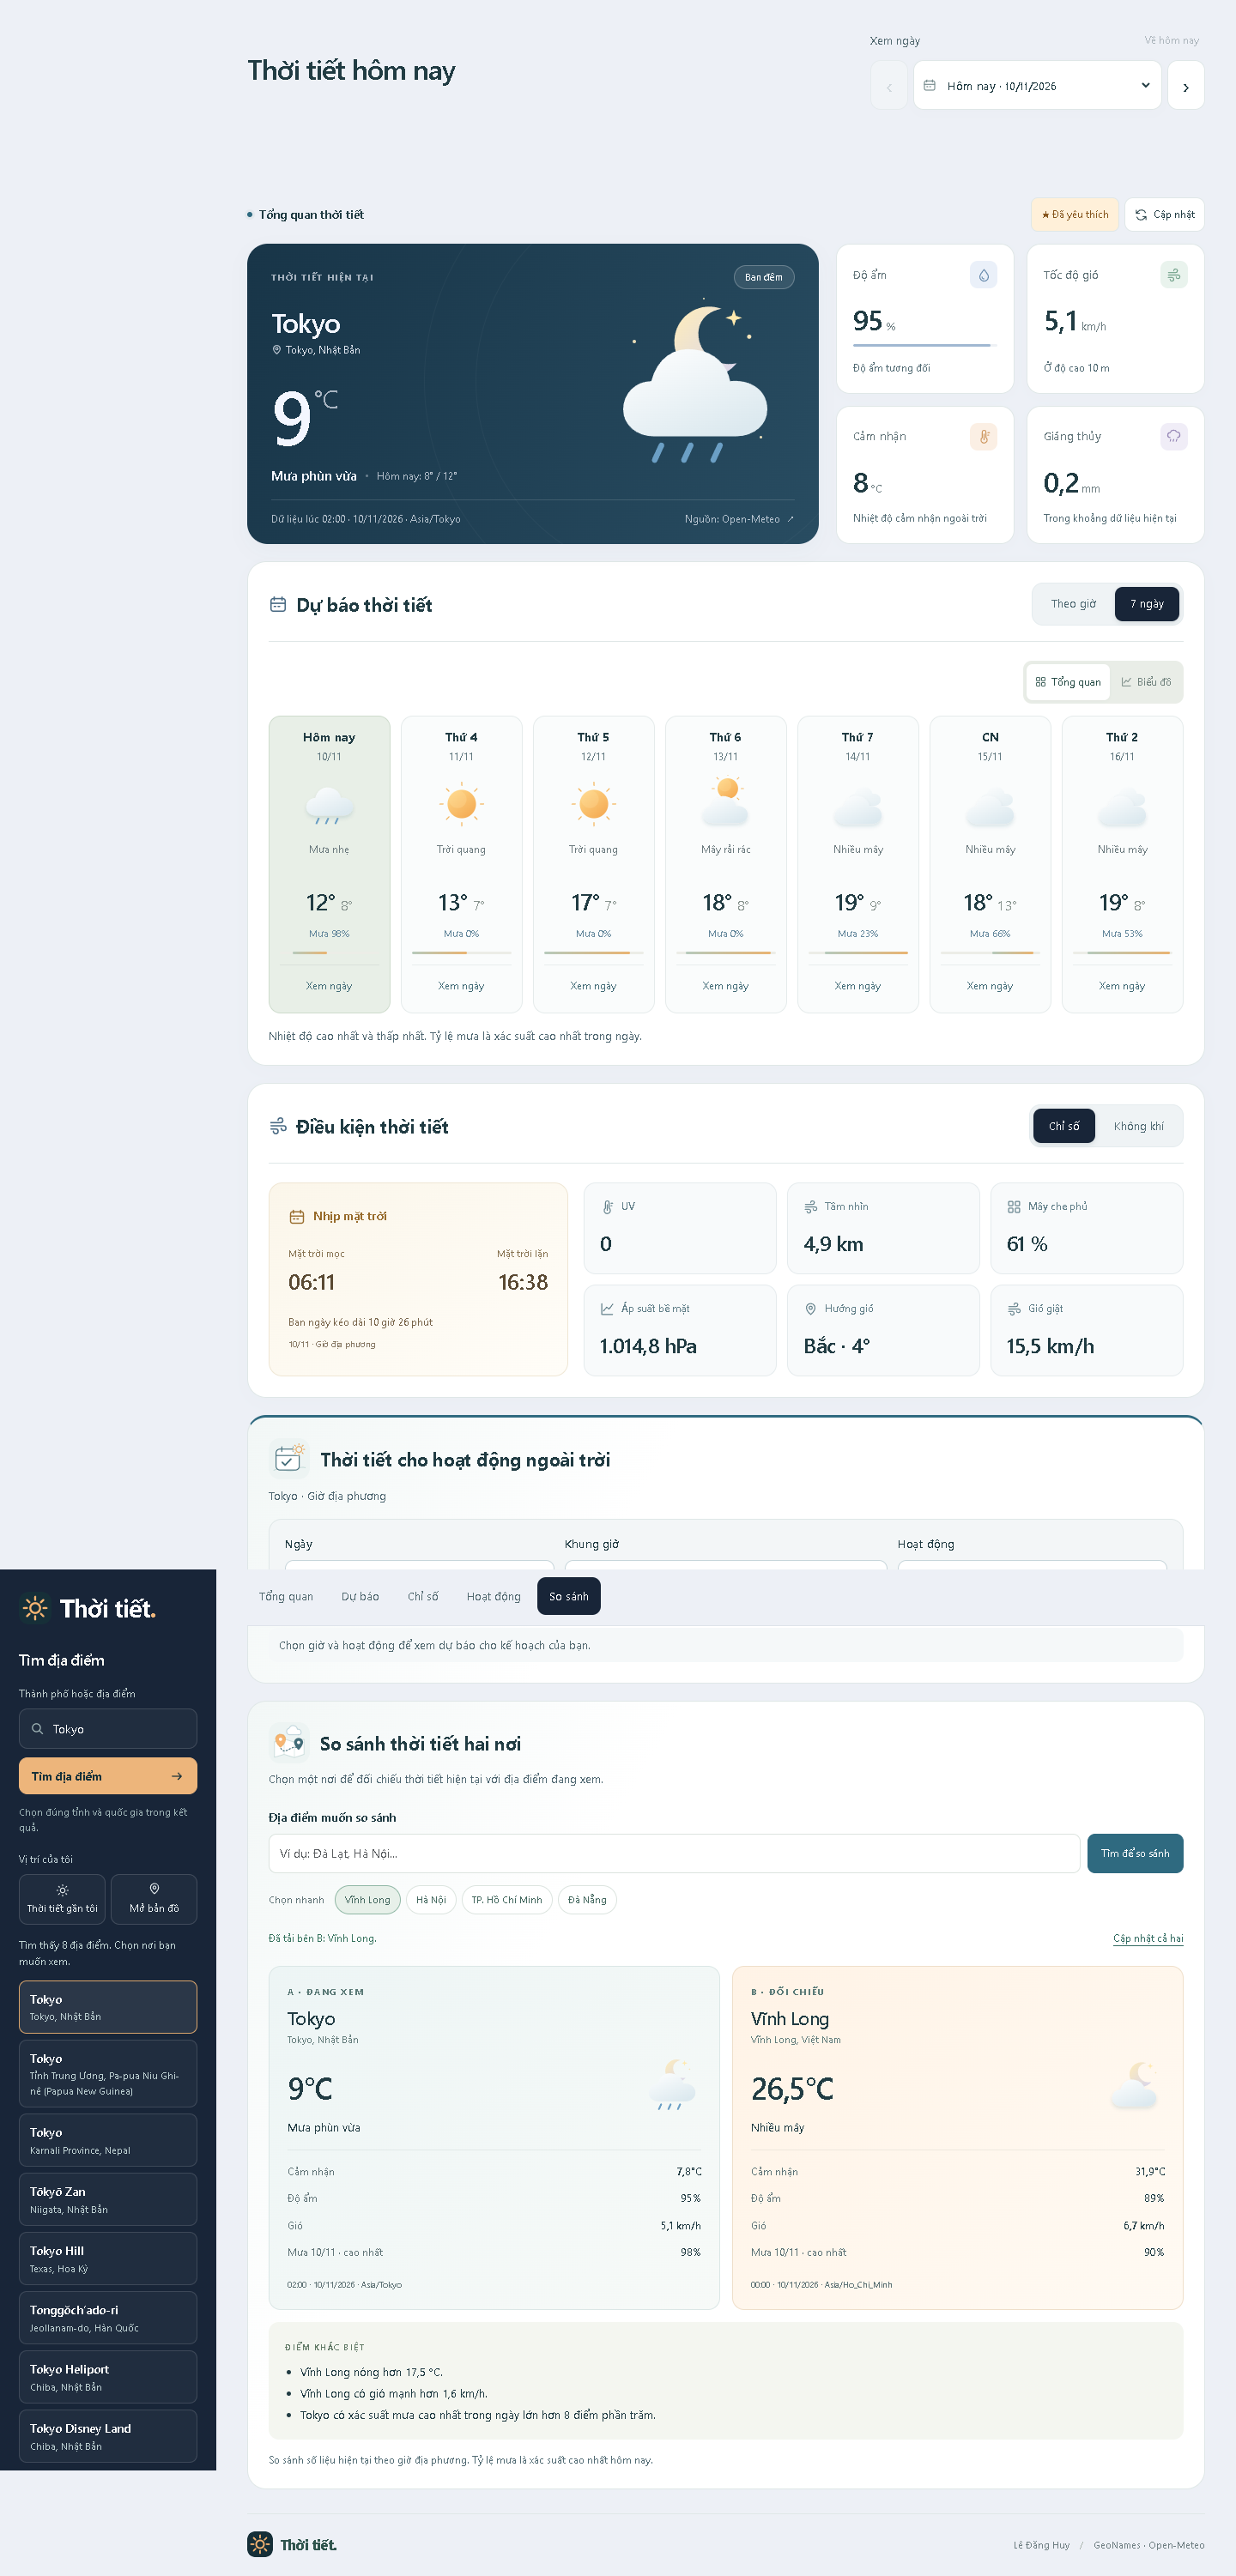 Thời tiết hôm nay
Xem ngày
Về hôm nay
Hôm nay · 10/11/2026
Tổng quan thời tiết
★ Đã yêu thích
Cập nhật
THỜI TIẾT HIỆN TẠI
Ban đêm
Tokyo
Tokyo, Nhật Bản
9°C
Mưa phùn vừa • Hôm nay: 8° / 12°
Dữ liệu lúc 02:00 · 10/11/2026 · Asia/Tokyo
Nguồn: Open-Meteo ↗
Độ ẩm
95 %
Độ ẩm tương đối
Tốc độ gió
5,1 km/h
Ở độ cao 10 m
Cảm nhận
8 °C
Nhiệt độ cảm nhận ngoài trời
Giáng thủy
0,2 mm
Trong khoảng dữ liệu hiện tại
Dự báo thời tiết
Theo giờ
7 ngày
Tổng quan
Biểu đồ
Hôm nay
10/11
Mưa nhẹ
12° 8°
Mưa 98%
Xem ngày
Thứ 4
11/11
Trời quang
13° 7°
Mưa 0%
Xem ngày
Thứ 5
12/11
Trời quang
17° 7°
Mưa 0%
Xem ngày
Thứ 6
13/11
Mây rải rác
18° 8°
Mưa 0%
Xem ngày
Thứ 7
14/11
Nhiều mây
19° 9°
Mưa 23%
Xem ngày
CN
15/11
Nhiều mây
18° 13°
Mưa 66%
Xem ngày
Thứ 2
16/11
Nhiều mây
19° 8°
Mưa 53%
Xem ngày
Nhiệt độ cao nhất và thấp nhất. Tỷ lệ mưa là xác suất cao nhất trong ngày.
Điều kiện thời tiết
Chỉ số
Không khí
Nhịp mặt trời
Mặt trời mọc
06:11
Mặt trời lặn
16:38
Ban ngày kéo dài 10 giờ 26 phút
10/11 · Giờ địa phương
UV
0
Tầm nhìn
4,9 km
Mây che phủ
61 %
Áp suất bề mặt
1.014,8 hPa
Hướng gió
Bắc · 4°
Gió giật
15,5 km/h
Thời tiết cho hoạt động ngoài trời
Tokyo · Giờ địa phương
Ngày
Khung giờ
Hoạt động
Tổng quan
Dự báo
Chỉ số
Hoạt động
So sánh
Chọn giờ và hoạt động để xem dự báo cho kế hoạch của bạn.
Thời tiết.
Tìm địa điểm
Thành phố hoặc địa điểm
Tokyo
Tìm địa điểm →
Chọn đúng tỉnh và quốc gia trong kết
quả.
Vị trí của tôi
Thời tiết gần tôi
Mở bản đồ
Tìm thấy 8 địa điểm. Chọn nơi bạn
muốn xem.
Tokyo
Tokyo, Nhật Bản
Tokyo
Tỉnh Trung Ương, Pa-pua Niu Ghi-
nê (Papua New Guinea)
Tokyo
Karnali Province, Nepal
Tōkyō Zan
Niigata, Nhật Bản
Tokyo Hill
Texas, Hoa Kỳ
Tonggōch'ado-ri
Jeollanam-do, Hàn Quốc
Tokyo Heliport
Chiba, Nhật Bản
Tokyo Disney Land
Chiba, Nhật Bản
So sánh thời tiết hai nơi
Chọn một nơi để đối chiếu thời tiết hiện tại với địa điểm đang xem.
Địa điểm muốn so sánh
Ví dụ: Đà Lạt, Hà Nội...
Tìm để so sánh
Chọn nhanh
Vĩnh Long
Hà Nội
TP. Hồ Chí Minh
Đà Nẵng
Đã tải bên B: Vĩnh Long.
Cập nhật cả hai
A · ĐANG XEM
Tokyo
Tokyo, Nhật Bản
9°C
Mưa phùn vừa
Cảm nhận 7,8°C
Độ ẩm 95%
Gió 5,1 km/h
Mưa 10/11 · cao nhất 98%
02:00 · 10/11/2026 · Asia/Tokyo
B · ĐỐI CHIẾU
Vĩnh Long
Vĩnh Long, Việt Nam
26,5°C
Nhiều mây
Cảm nhận 31,9°C
Độ ẩm 89%
Gió 6,7 km/h
Mưa 10/11 · cao nhất 90%
00:00 · 10/11/2026 · Asia/Ho_Chi_Minh
ĐIỂM KHÁC BIỆT
• Vĩnh Long nóng hơn 17,5 °C.
• Vĩnh Long có gió mạnh hơn 1,6 km/h.
• Tokyo có xác suất mưa cao nhất trong ngày lớn hơn 8 điểm phần trăm.
So sánh số liệu hiện tại theo giờ địa phương. Tỷ lệ mưa là xác suất cao nhất hôm nay.
Thời tiết.
Lê Đăng Huy / GeoNames · Open-Meteo